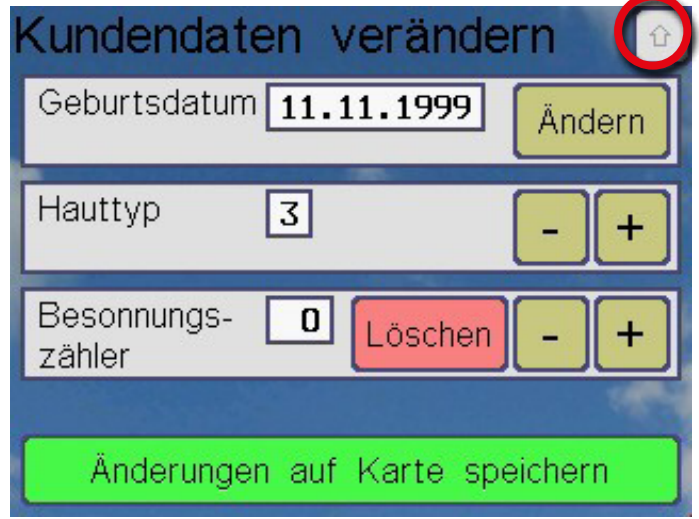 Kundendaten verändern
Geburtsdatum 11.11.1999 Ändern
Hauttyp 3 - +
Besonnungs-
zähler 0 Löschen - +
Änderungen auf Karte speichern